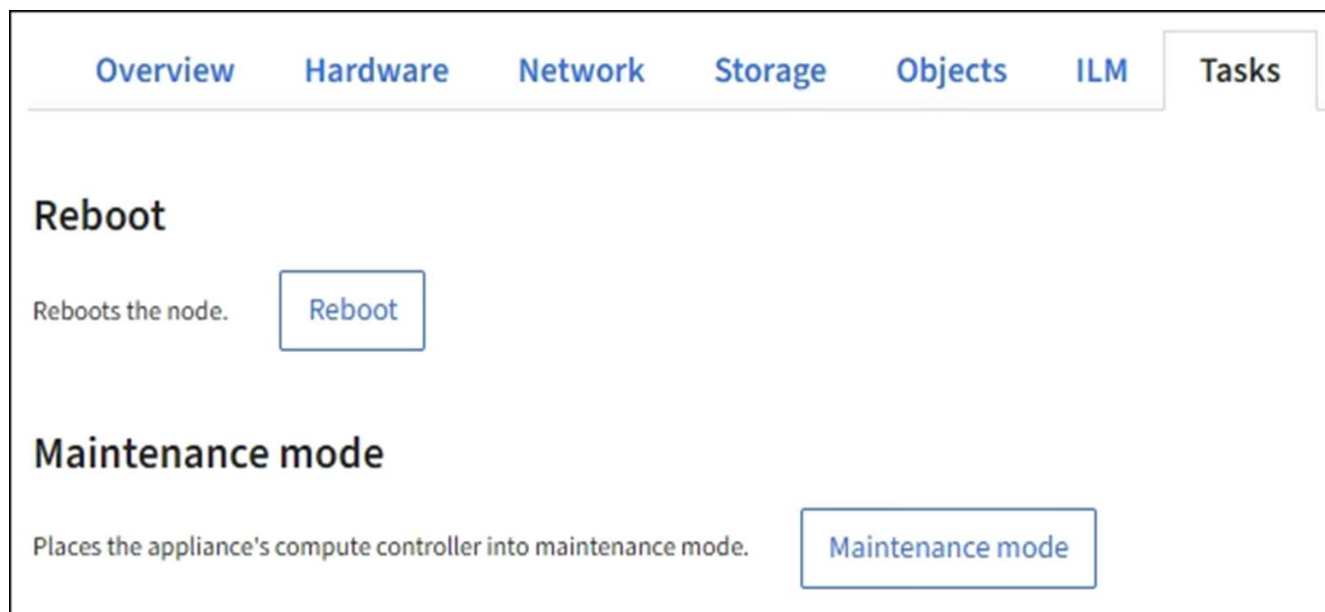 Overview Hardware Network Storage Objects ILM Tasks
Reboot
Reboots the node. Reboot
Maintenance mode
Places the appliance's compute controller into maintenance mode. Maintenance mode